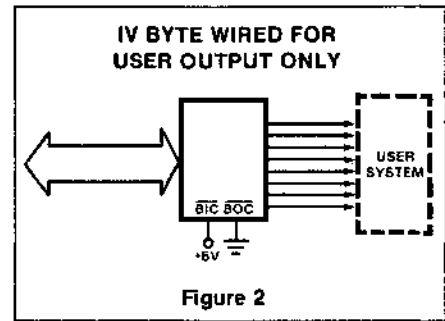 IV BYTE WIRED FOR
USER OUTPUT ONLY
USER
SYSTEM
BIC BOC
+5V
Figure 2